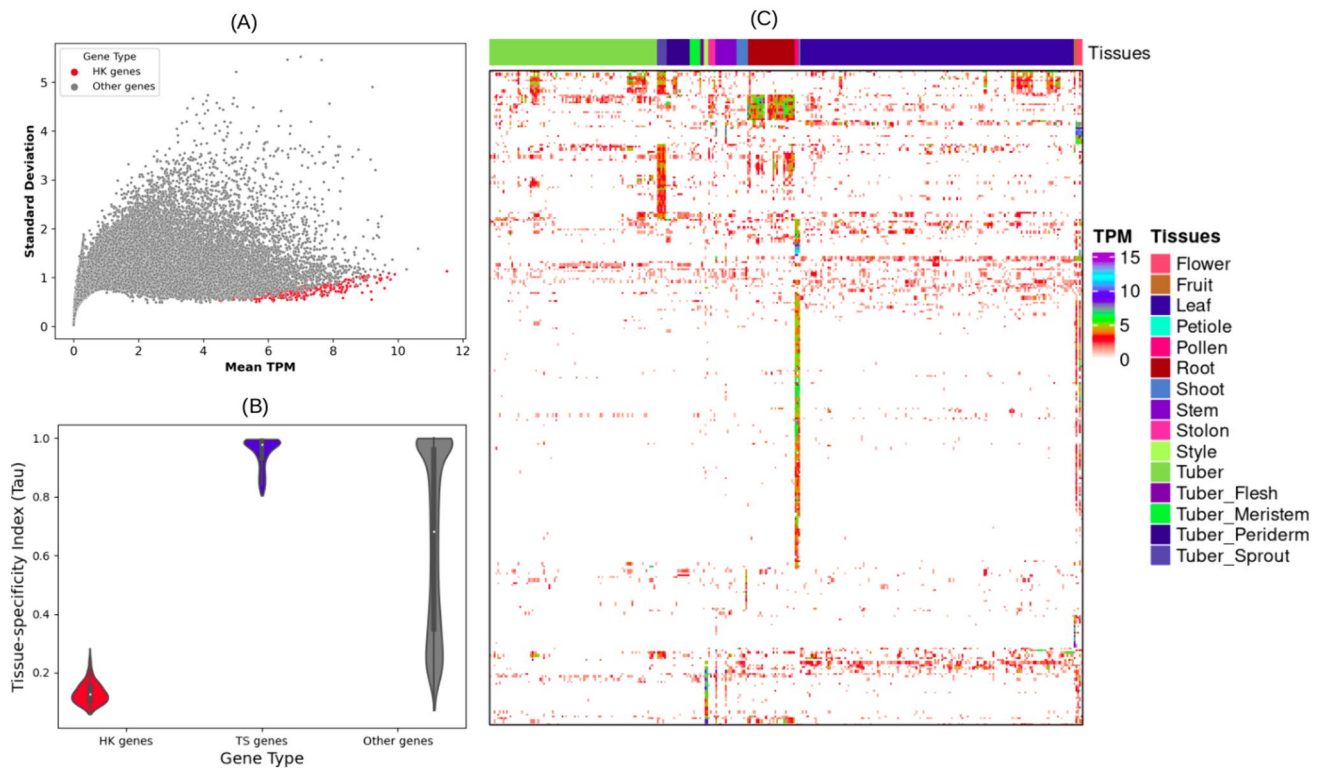 (A)
Gene Type
HK genes
Other genes
Standard Deviation
5
4
3
2
1
0
0 2 4 6 8 10 12
Mean TPM
(B)
Tissue-specificity Index (Tau)
1.0
0.8
0.6
0.4
0.2
HK genes TS genes Other genes
Gene Type
(C)
Tissues
TPM
15
10
5
0
Tissues
Flower
Fruit
Leaf
Petiole
Pollen
Root
Shoot
Stem
Stolon
Style
Tuber
Tuber_Flesh
Tuber_Meristem
Tuber_Periderm
Tuber_Sprout